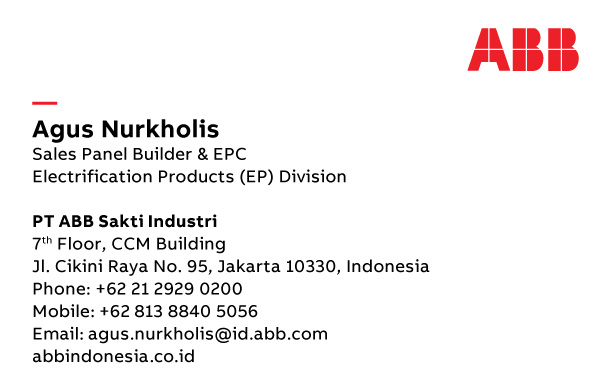 ABB
Agus Nurkholis
Sales Panel Builder & EPC
Electrification Products (EP) Division
PT ABB Sakti Industri
7th Floor, CCM Building
Jl. Cikini Raya No. 95, Jakarta 10330, Indonesia
Phone: +62 21 2929 0200
Mobile: +62 813 8840 5056
Email: agus.nurkholis@id.abb.com
abbindonesia.co.id